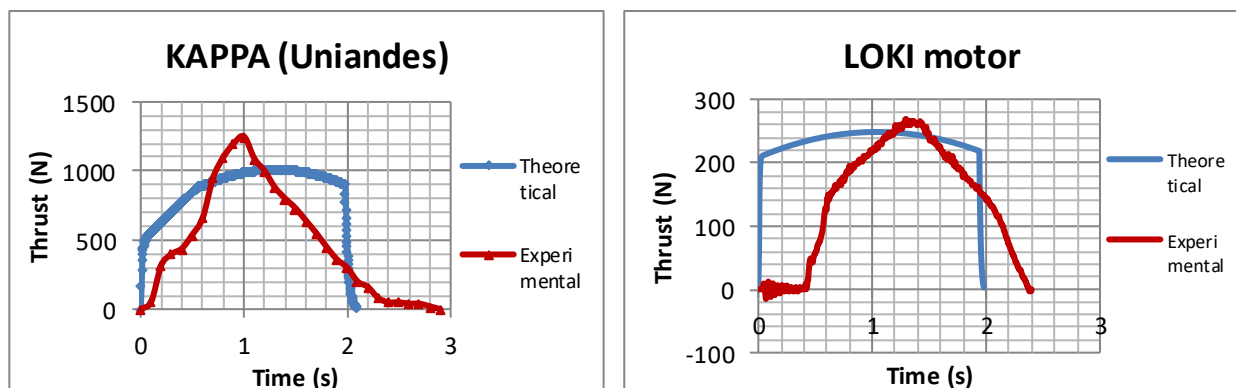 KAPPA (Uniandes)
1500
1000
500
0
0 1 2 3
Thrust (N)
Time (s)
Theore
tical
Experi
mental
LOKI motor
300
200
100
0
-100
0 1 2 3
Thrust (N)
Time (s)
Theore
tical
Experi
mental